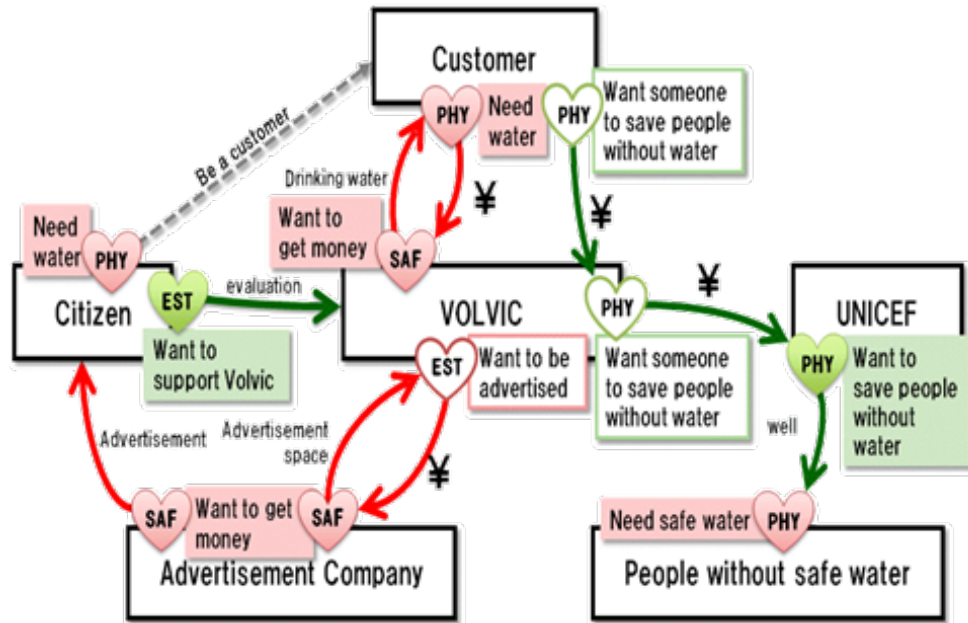 Customer
PHY
Need
water
PHY
Want someone
to save people
without water
Be a customer
Drinking water
¥
¥
Want to
get money
SAF
Need
water
PHY
Citizen
EST
evaluation
Want to
support Volvic
VOLVIC
PHY
¥
Want someone
to save people
without water
EST
Want to be
advertised
UNICEF
PHY
Want to
save people
without
water
well
Advertisement
Advertisement
space
¥
SAF
Want to get
money
SAF
Advertisement Company
Need safe water
PHY
People without safe water